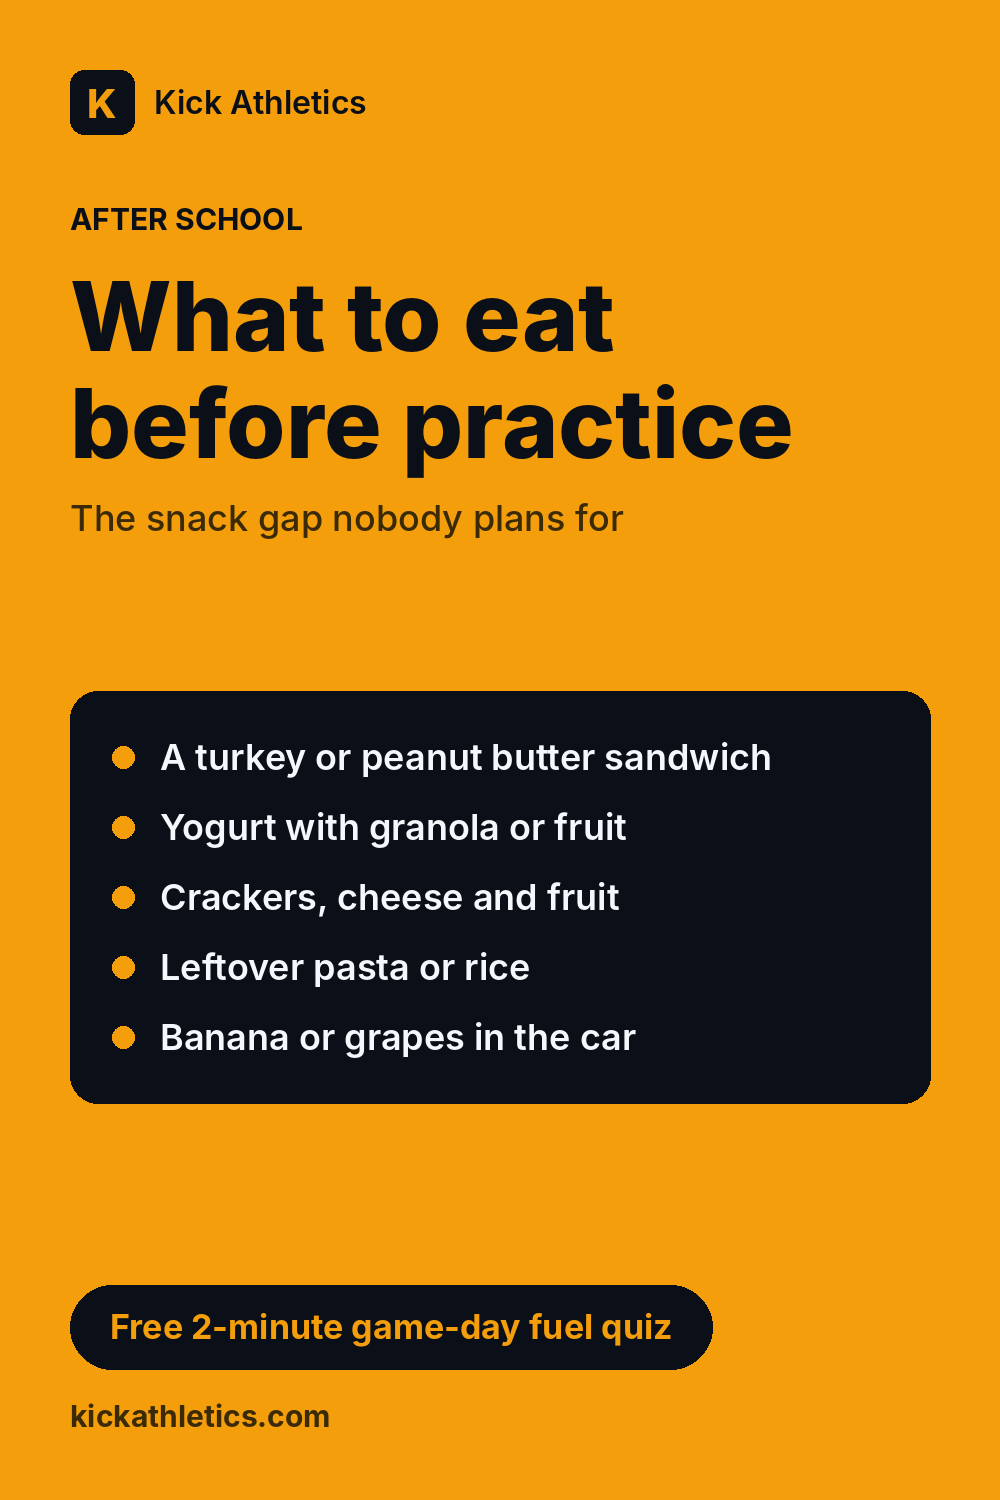 K
Kick Athletics
AFTER SCHOOL
What to eat
before practice
The snack gap nobody plans for
A turkey or peanut butter sandwich
Yogurt with granola or fruit
Crackers, cheese and fruit
Leftover pasta or rice
Banana or grapes in the car
Free 2-minute game-day fuel quiz
kickathletics.com